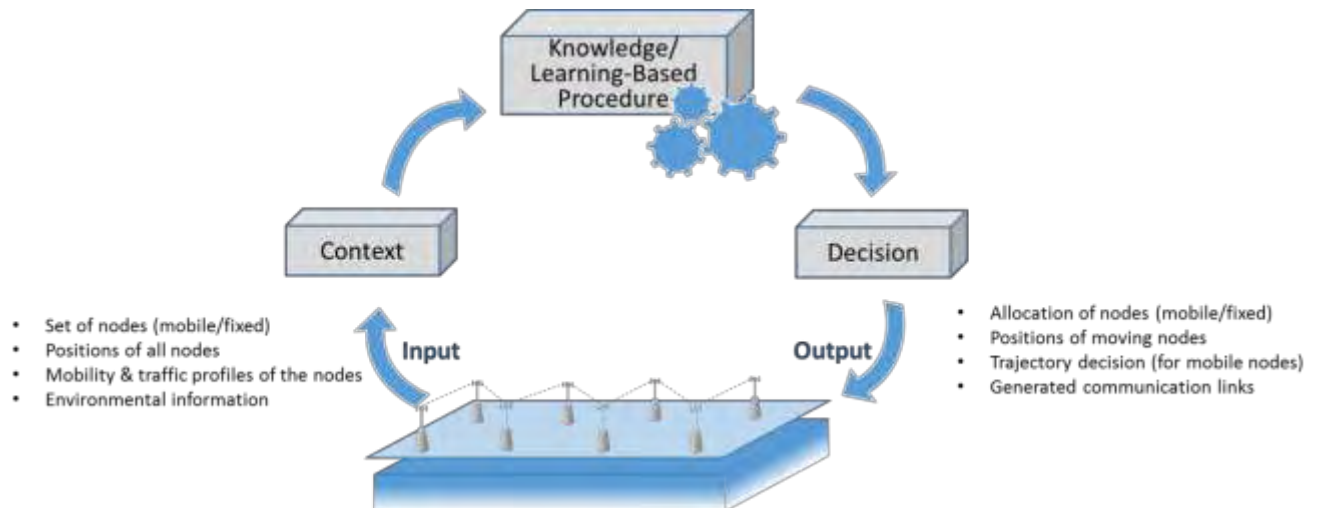 Knowledge/
Learning-Based
Procedure
Context
Decision
• Set of nodes (mobile/fixed)
• Positions of all nodes
• Mobility & traffic profiles of the nodes
• Environmental information
Input
Output
• Allocation of nodes (mobile/fixed)
• Positions of moving nodes
• Trajectory decision (for mobile nodes)
• Generated communication links